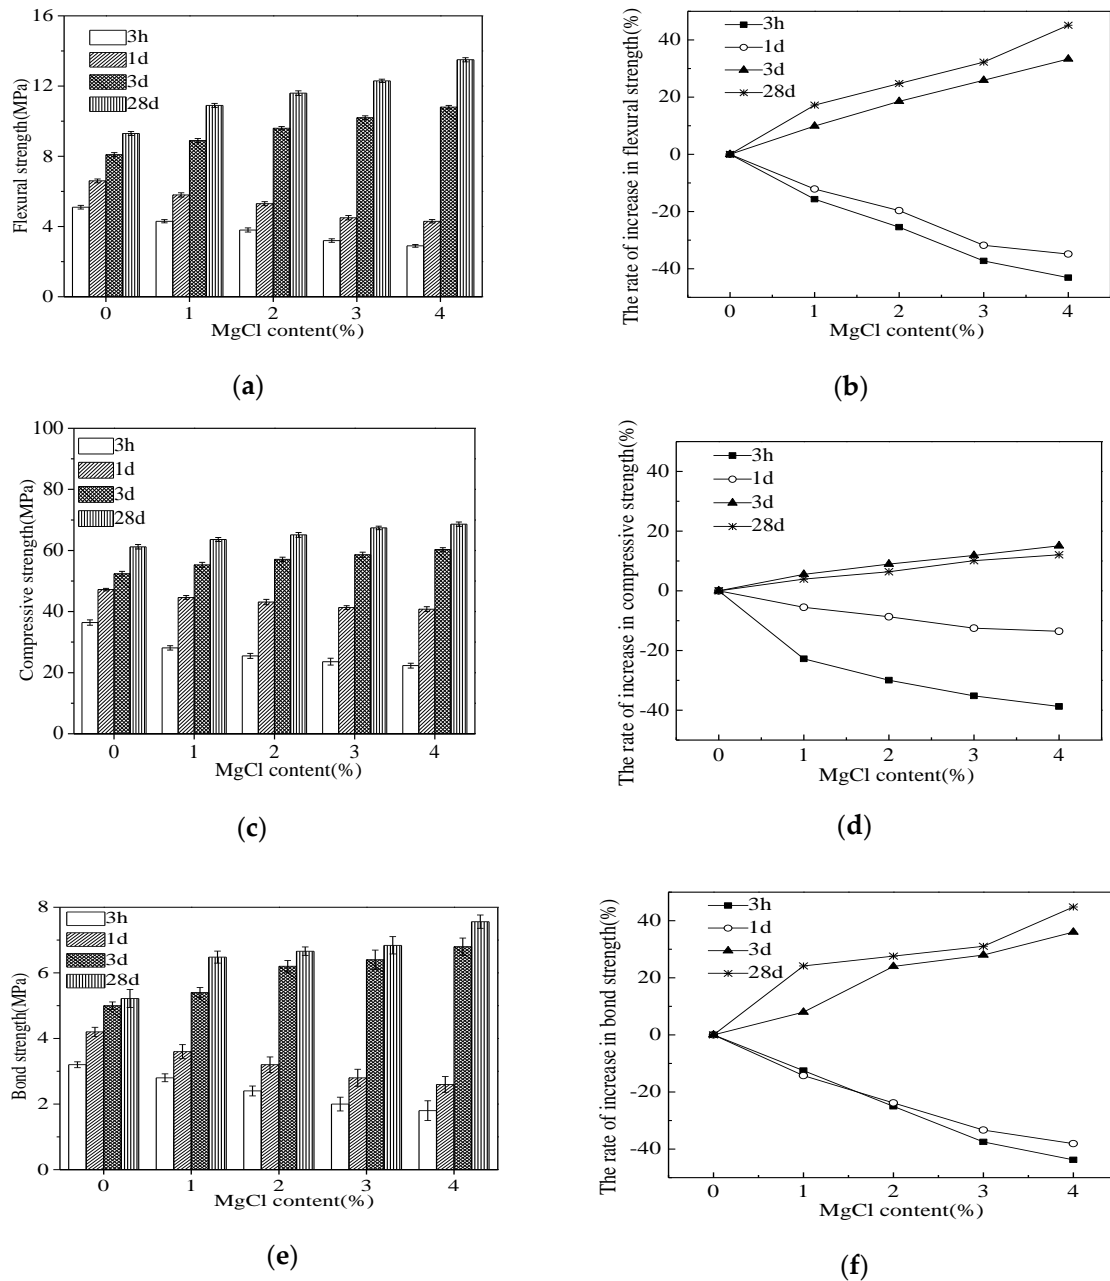 Flexural strength(MPa)
16
12
8
4
0
3h
1d
3d
28d
0 1 2 3 4
MgCl content(%)
(a)
The rate of increase in flexural strength(%)
40
20
0
-20
-40
3h
1d
3d
28d
0 1 2 3 4
MgCl content(%)
(b)
Compressive strength(MPa)
100
80
60
40
20
0
3h
1d
3d
28d
0 1 2 3 4
MgCl content(%)
(c)
The rate of increase in compressive strength(%)
40
20
0
-20
-40
3h
1d
3d
28d
0 1 2 3 4
MgCl content(%)
(d)
Bond strength(MPa)
8
6
4
2
0
3h
1d
3d
28d
0 1 2 3 4
MgCl content(%)
(e)
The rate of increase in bond strength(%)
40
20
0
-20
-40
3h
1d
3d
28d
0 1 2 3 4
MgCl content(%)
(f)